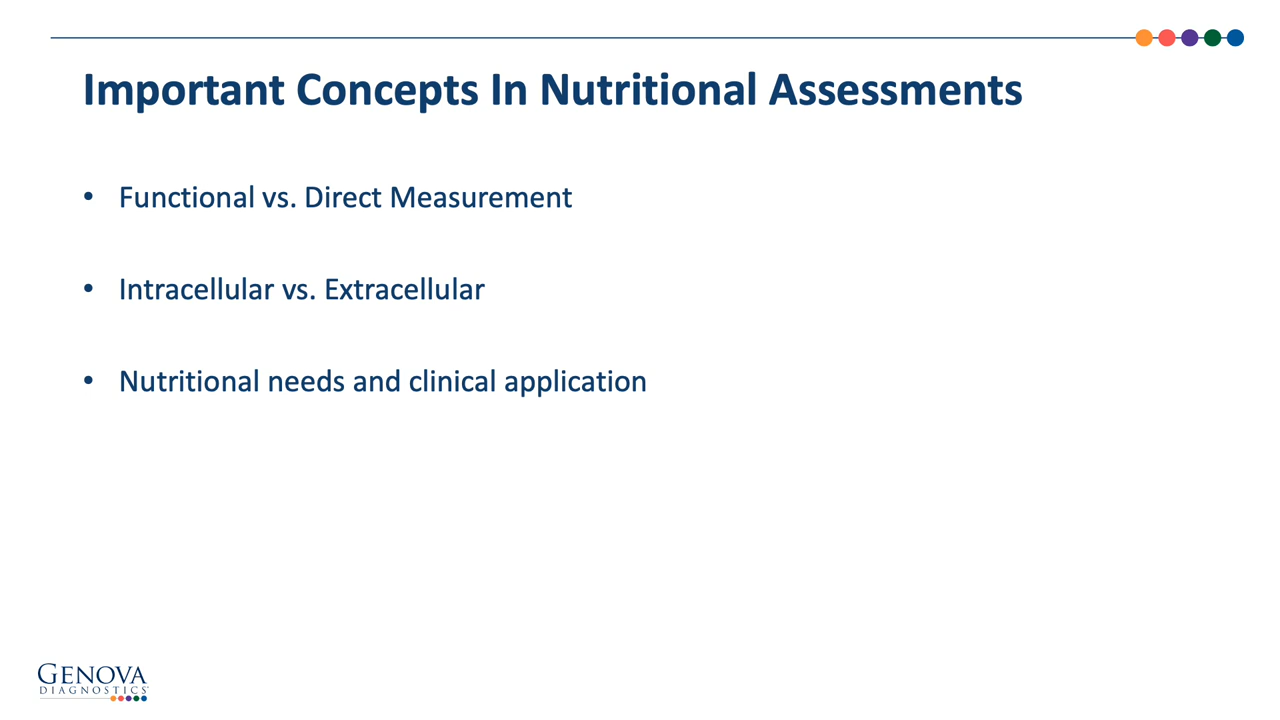 Important Concepts In Nutritional Assessments
• Functional vs. Direct Measurement
• Intracellular vs. Extracellular
• Nutritional needs and clinical application
GENOVA
DIAGNOSTICS